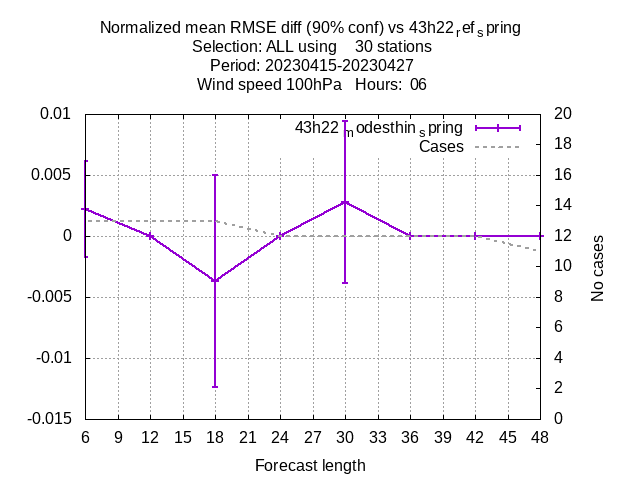 Normalized mean RMSE diff (90% conf) vs 43h22refspring
Selection: ALL using 30 stations
Period: 20230415-20230427
Wind speed 100hPa Hours: 06
43h22modesthinspring
Cases
0.01
0.005
0
-0.005
-0.01
-0.015
20
18
16
14
12
10
8
6
4
2
0
No cases
6 9 12 15 18 21 24 27 30 33 36 39 42 45 48
Forecast length